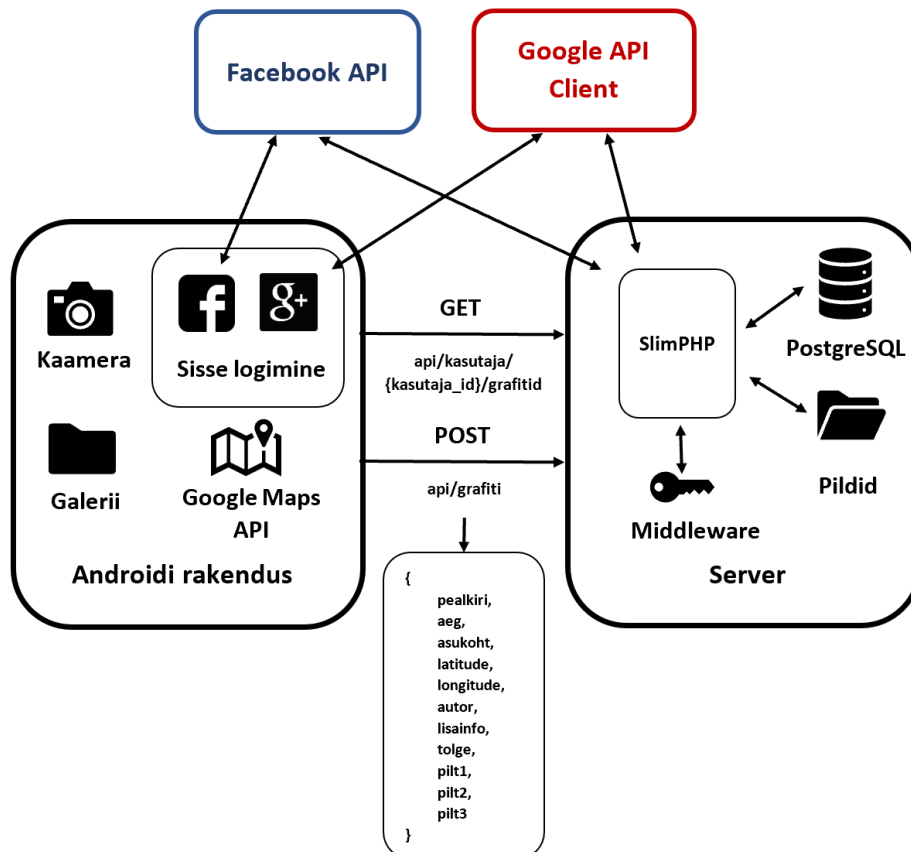 Facebook API
Google API
Client
f
g+
Kaamera
Sisse logimine
Galerii
Google Maps
API
Androidi rakendus
GET
api/kasutaja/
{kasutaja_id}/grafitid
POST
api/grafiti
{
pealkiri,
aeg,
asukoht,
latitude,
longitude,
autor,
lisainfo,
tolge,
pilt1,
pilt2,
pilt3
}
SlimPHP
PostgreSQL
Pildid
Middleware
Server